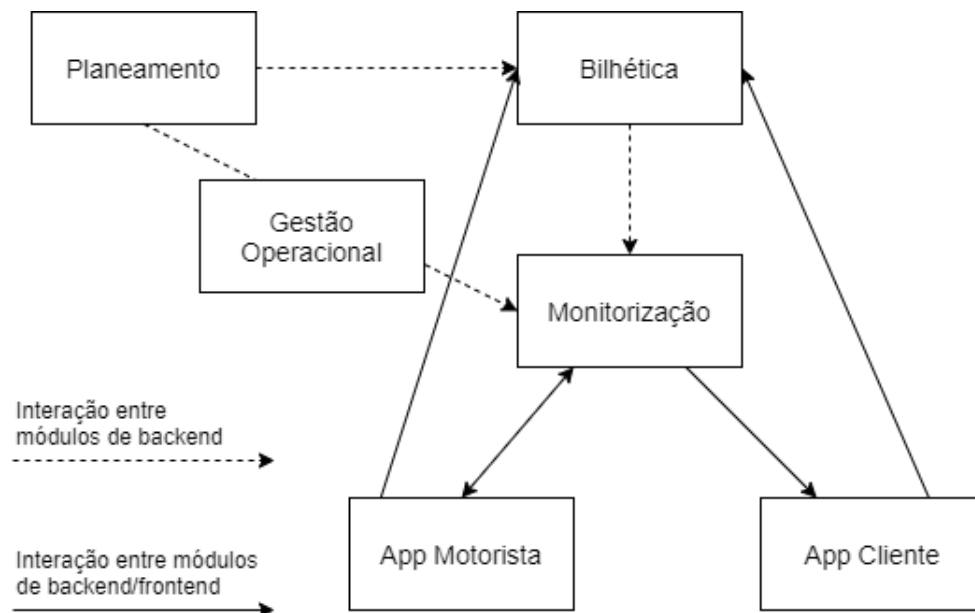 Planeamento
Bilhética
Gestão
Operacional
Monitorização
Interação entre
módulos de backend
App Motorista
App Cliente
Interação entre módulos
de backend/frontend